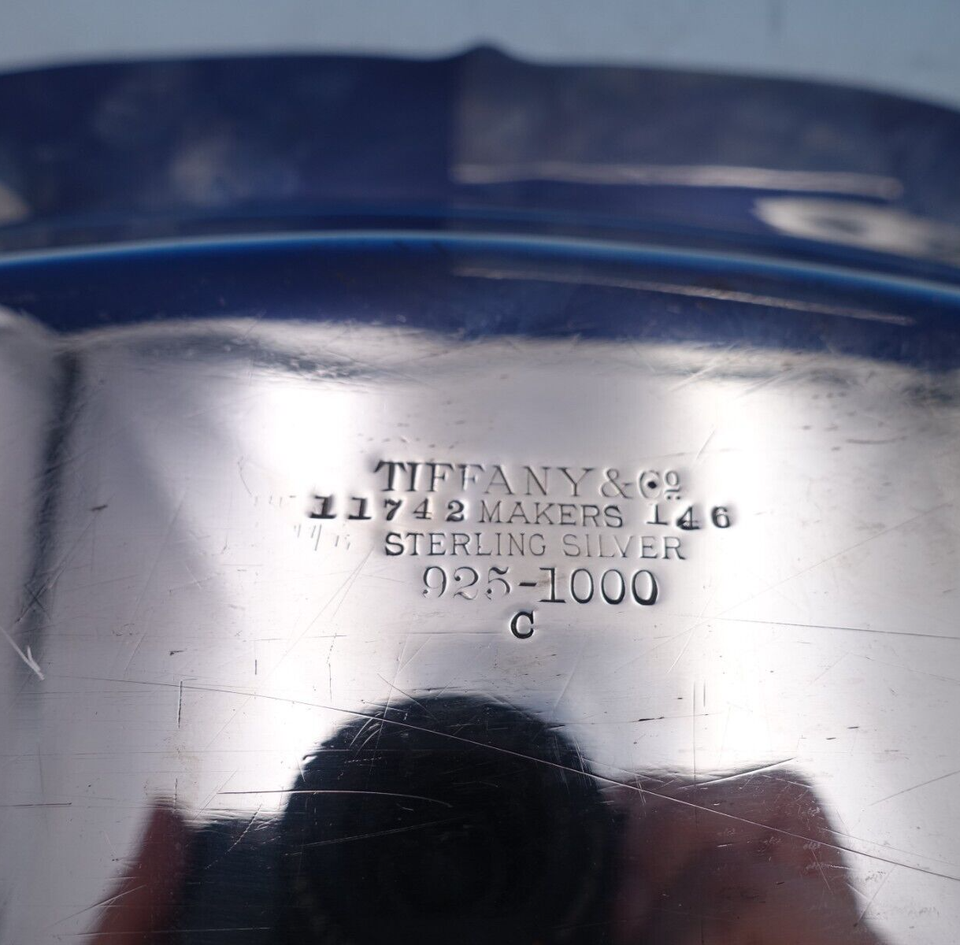 TIFFANY & Cº
11742 MAKERS 146
STERLING SILVER
925-1000
C